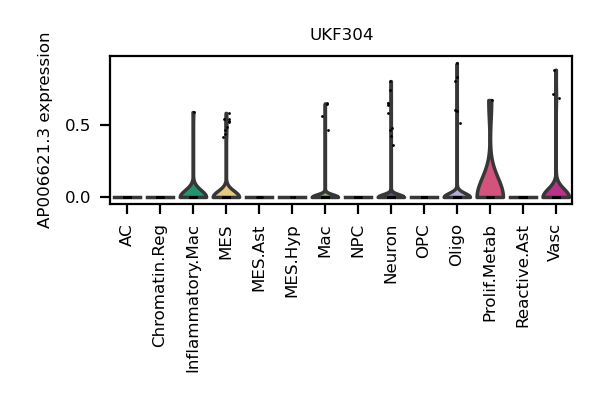 UKF304
AP006621.3 expression
0.5
0.0
AC
Chromatin.Reg
Inflammatory.Mac
MES
MES.Ast
MES.Hyp
Mac
NPC
Neuron
OPC
Oligo
Prolif.Metab
Reactive.Ast
Vasc